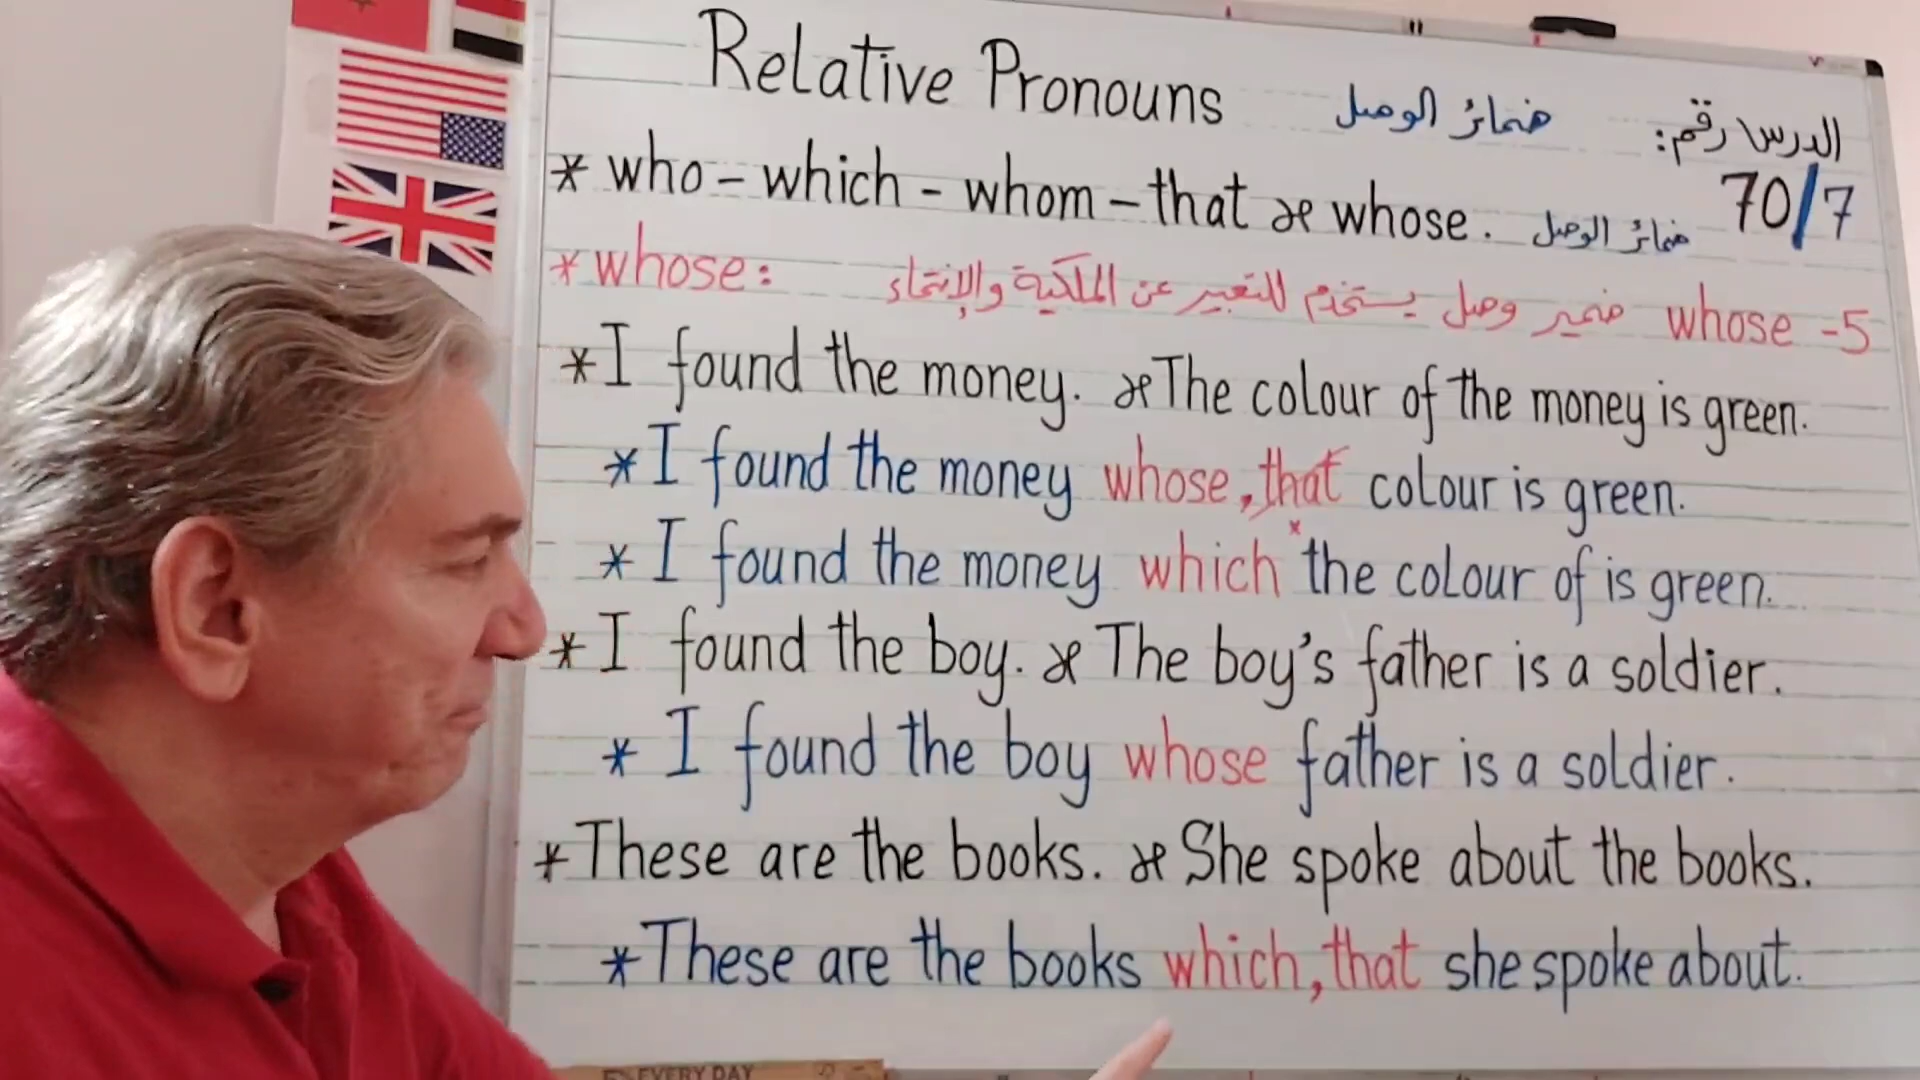 Relative Pronouns ضمائر الوصل الدرس رقم:
* who – which - whom – that & whose. ضمائر الوصل 70/7
* whose: 5- whose ضمير وصل يستخدم للتعبير عن الملكية والإنتماء
* I found the money. & The colour of the money is green.
* I found the money whose, that colour is green.
* I found the money which x the colour of is green.
* I found the boy. & The boy's father is a soldier.
* I found the boy whose father is a soldier.
* These are the books. & She spoke about the books.
* These are the books which, that she spoke about.
EVERY DAY